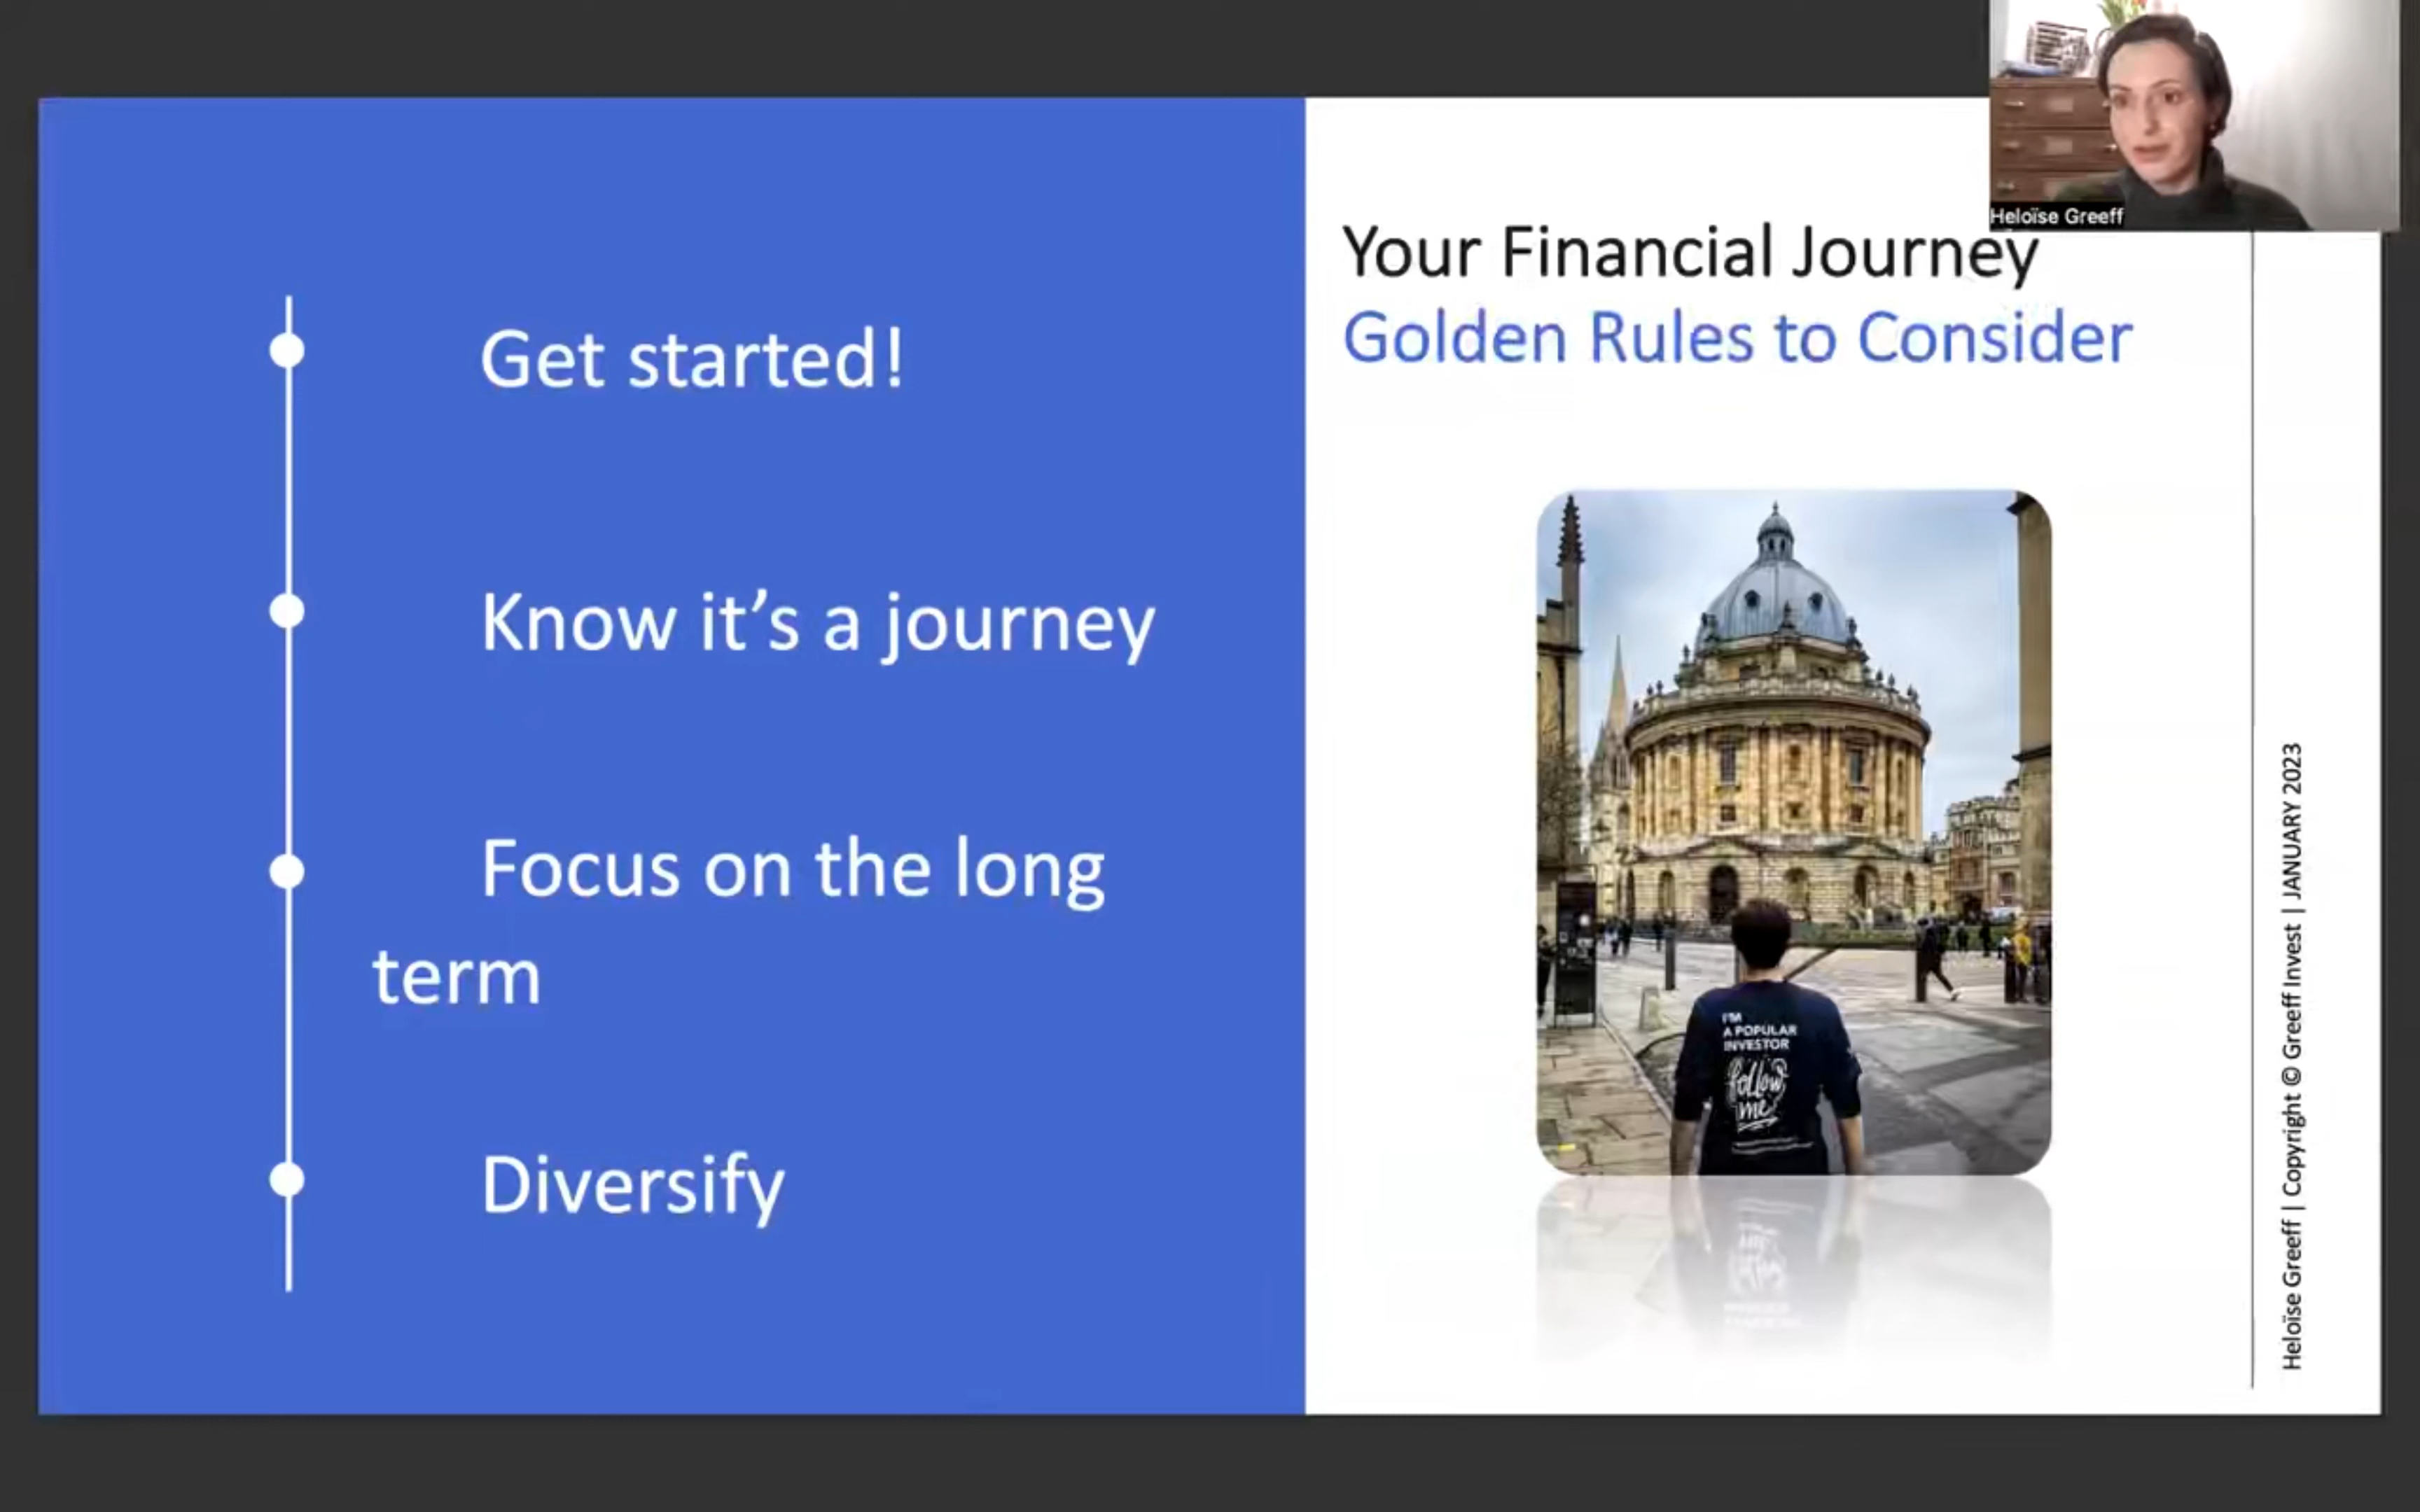 Heloïse Greeff
Your Financial Journey
Golden Rules to Consider
Get started!
Know it's a journey
Focus on the long
term
Diversify
I'M
A POPULAR
INVESTOR
follow
me
Heloïse Greeff | Copyright © Greeff Invest | JANUARY 2023